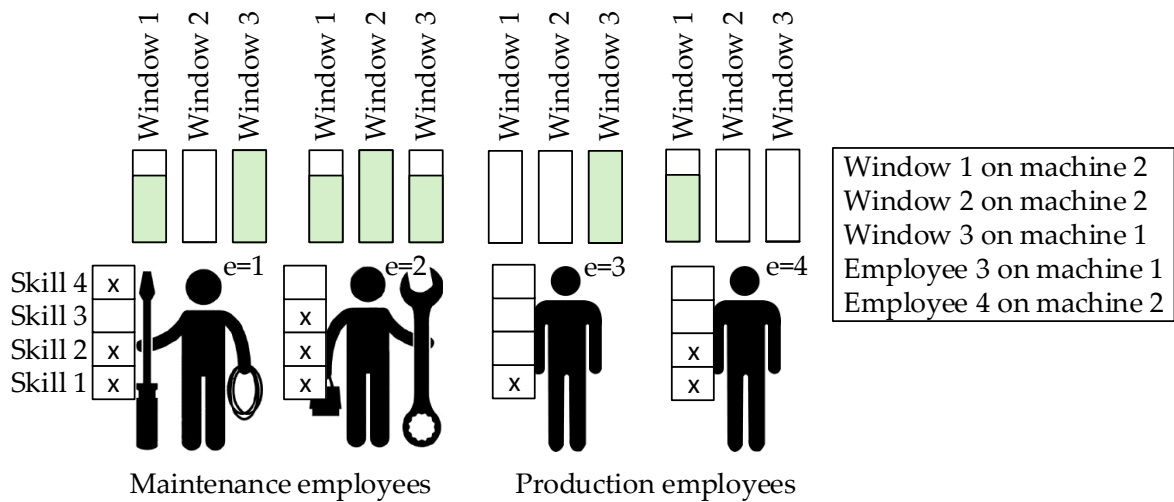 Window 1
Window 2
Window 3
Window 1
Window 2
Window 3
Window 1
Window 2
Window 3
Window 1
Window 2
Window 3
Window 1 on machine 2
Window 2 on machine 2
Window 3 on machine 1
Employee 3 on machine 1
Employee 4 on machine 2
e=1
e=2
e=3
e=4
Skill 4 x
Skill 3 x
Skill 2 x x x
Skill 1 x x x x
Maintenance employees
Production employees